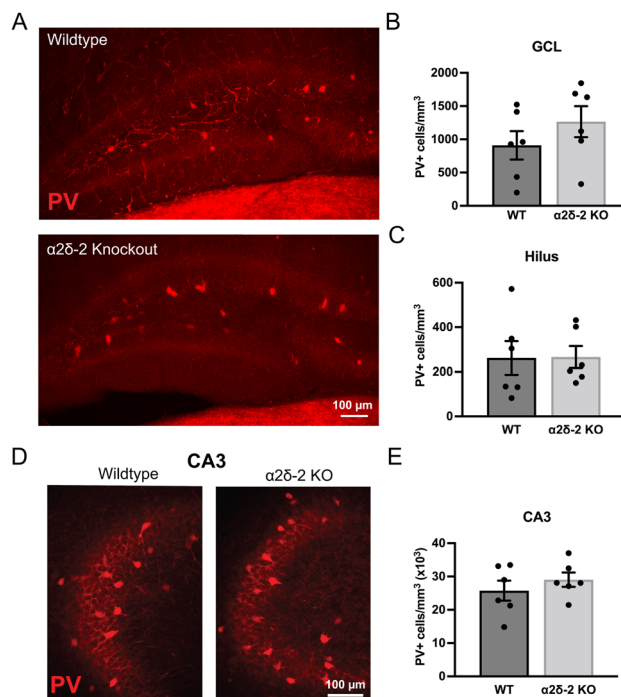 A
Wildtype
PV
α2δ-2 Knockout
100 µm
B
GCL
PV+ cells/mm³
2000
1500
1000
500
0
WT
α2δ-2 KO
C
Hilus
PV+ cells/mm³
600
400
200
0
WT
α2δ-2 KO
D
CA3
Wildtype
α2δ-2 KO
PV
100 µm
E
CA3
PV+ cells/mm³ (x10³)
40
30
20
10
0
WT
α2δ-2 KO